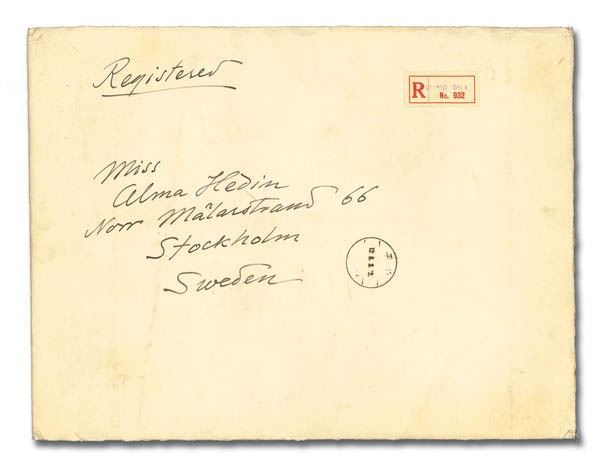 Registered
R
No. 932
Miss
Alma Hedin
Norr Mälarstrand 66
Stockholm
Sweden